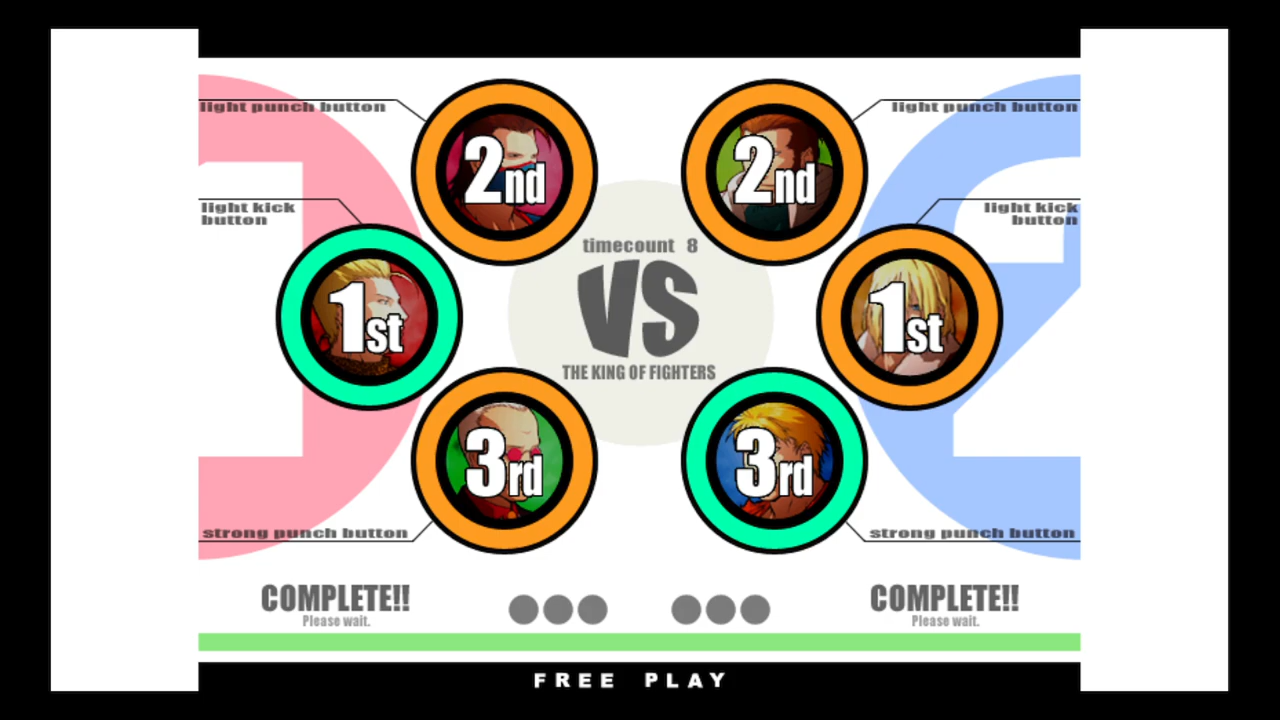 light punch button
light punch button
2nd
2nd
light kick
button
light kick
button
timecount 8
VS
THE KING OF FIGHTERS
1st
1st
3rd
3rd
strong punch button
strong punch button
COMPLETE!!
Please wait.
COMPLETE!!
Please wait.
FREE PLAY
1
2